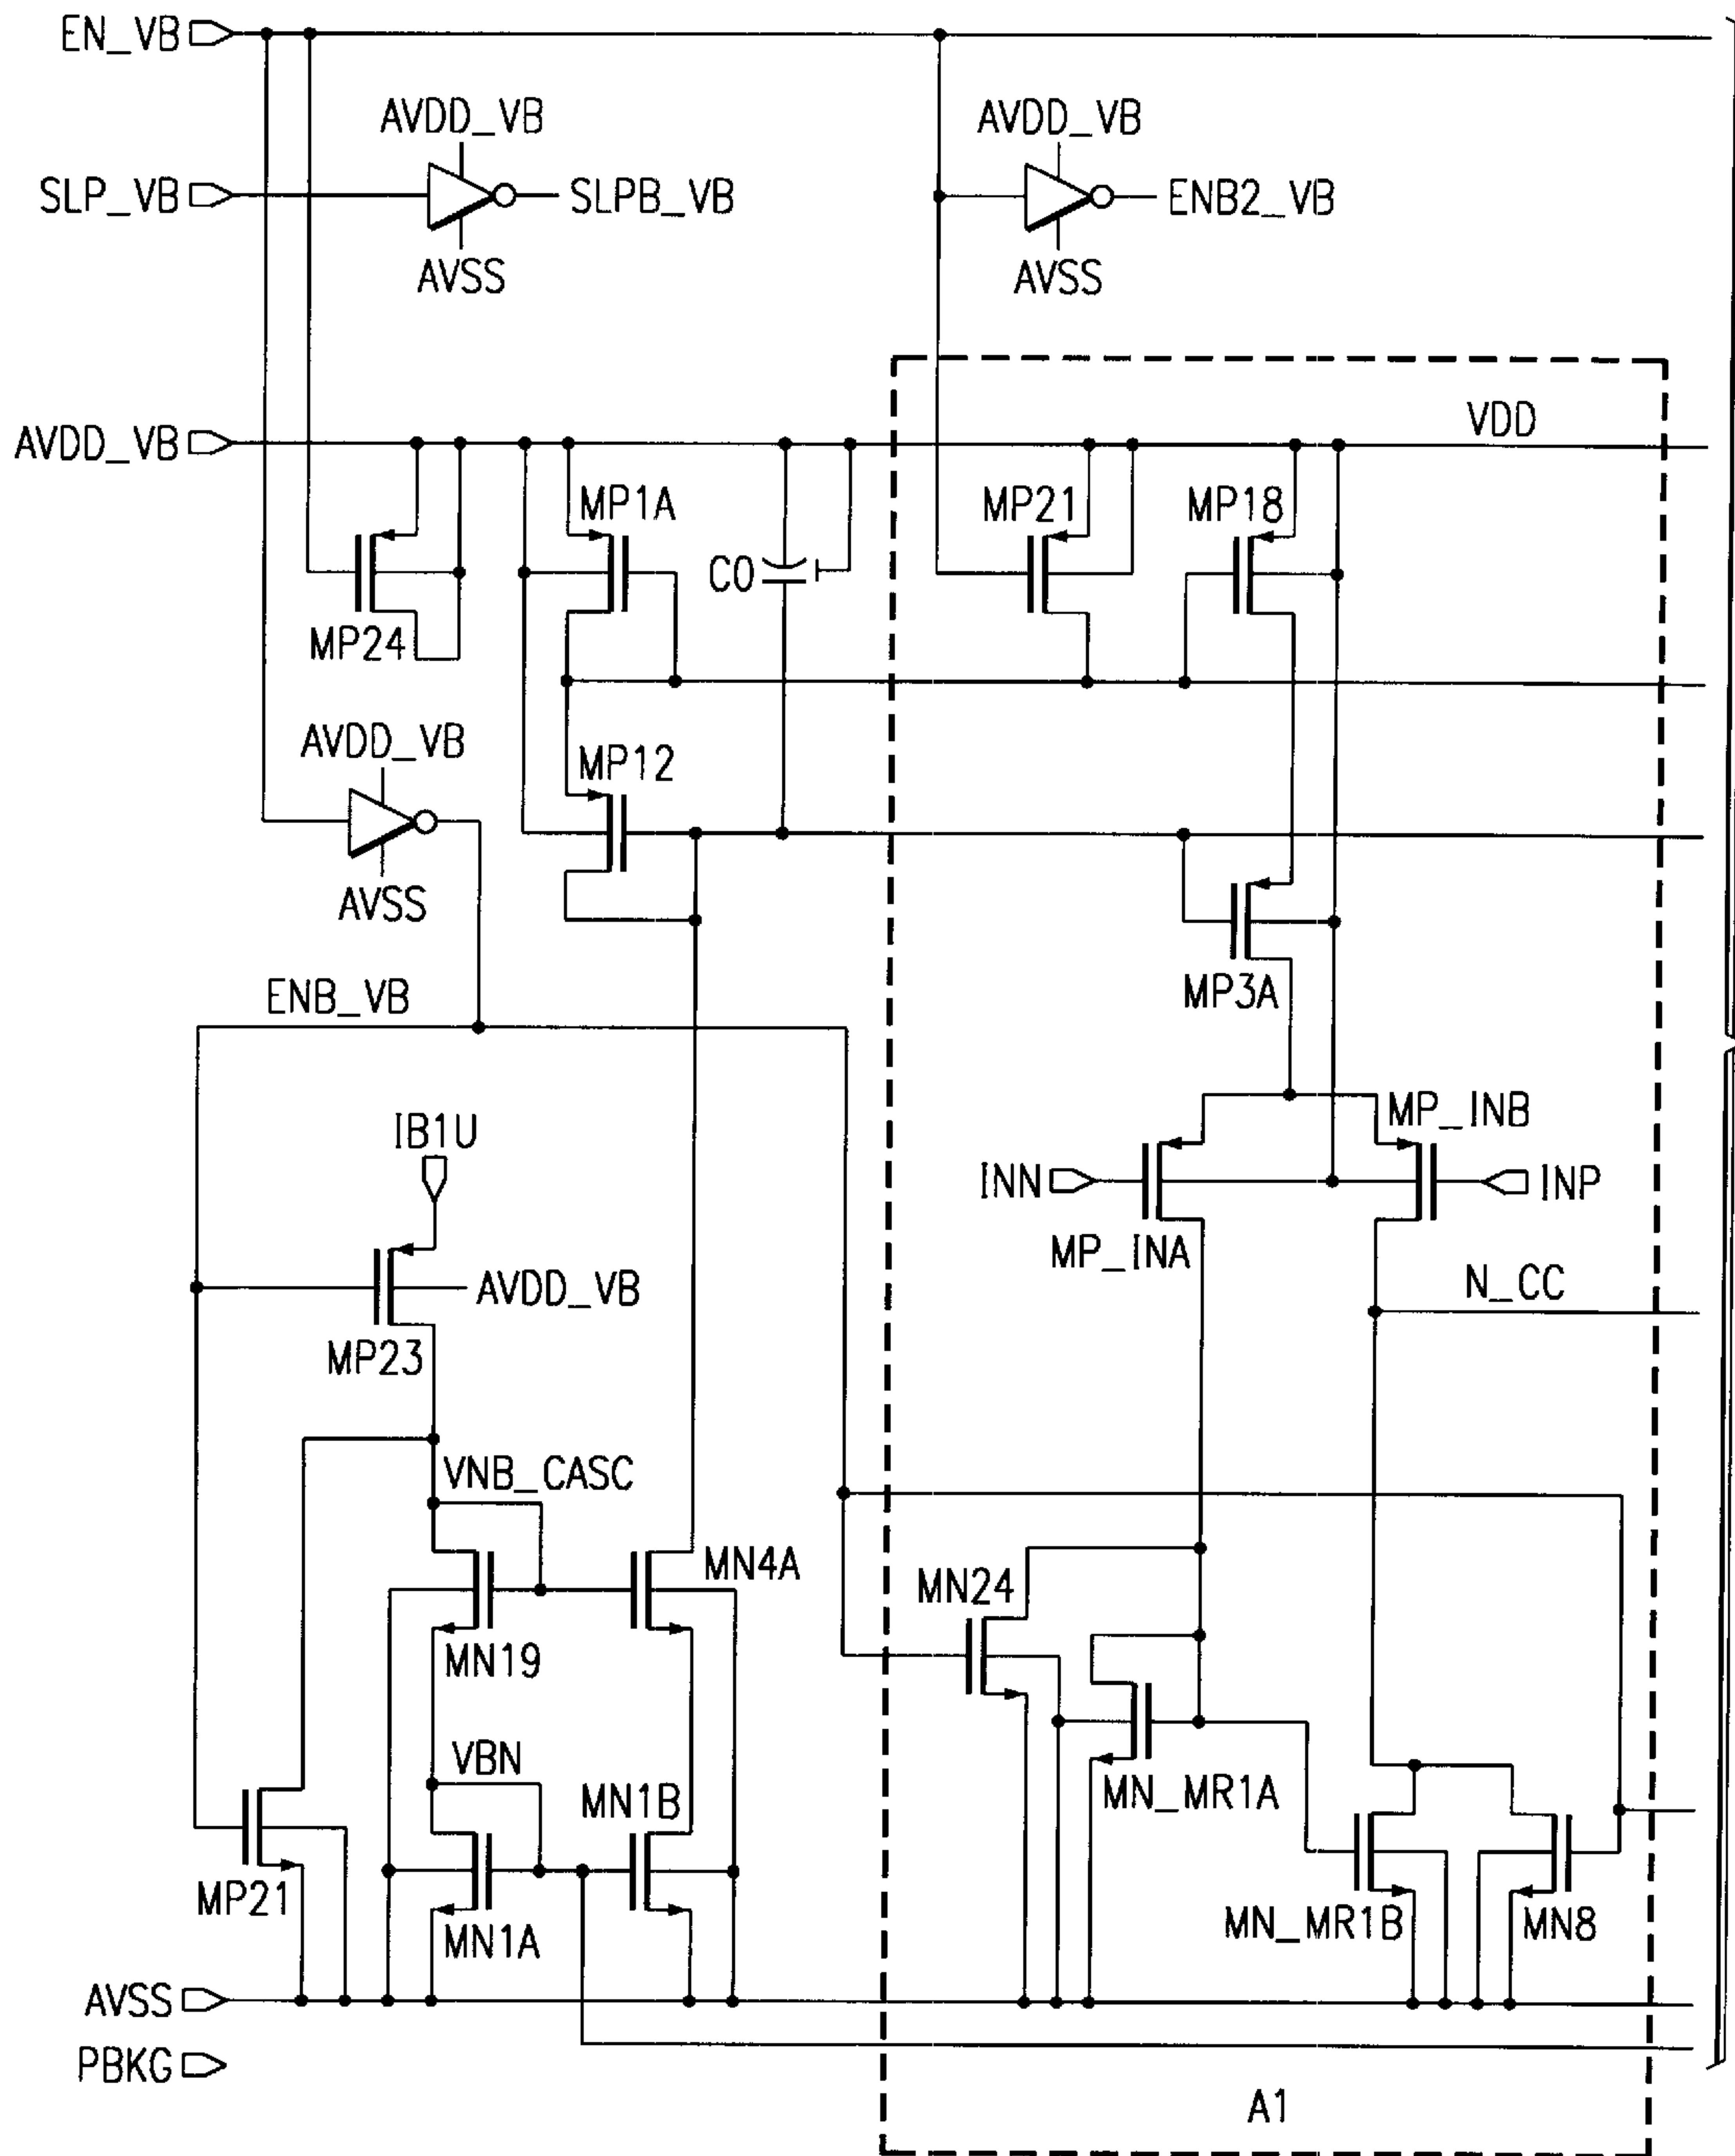 EN_VB
AVDD_VB
AVDD_VB
SLP_VB
SLPB_VB
ENB2_VB
AVSS
AVSS
AVDD_VB
VDD
MP1A
MP21
MP18
C0
MP24
AVDD_VB
MP12
AVSS
MP3A
ENB_VB
IB1U
MP_INB
INN
INP
MP_INA
AVDD_VB
N_CC
MP23
VNB_CASC
MN4A
MN24
MN19
VBN
MN1B
MN_MR1A
MP21
MN1A
MN_MR1B
MN8
AVSS
PBKG
A1